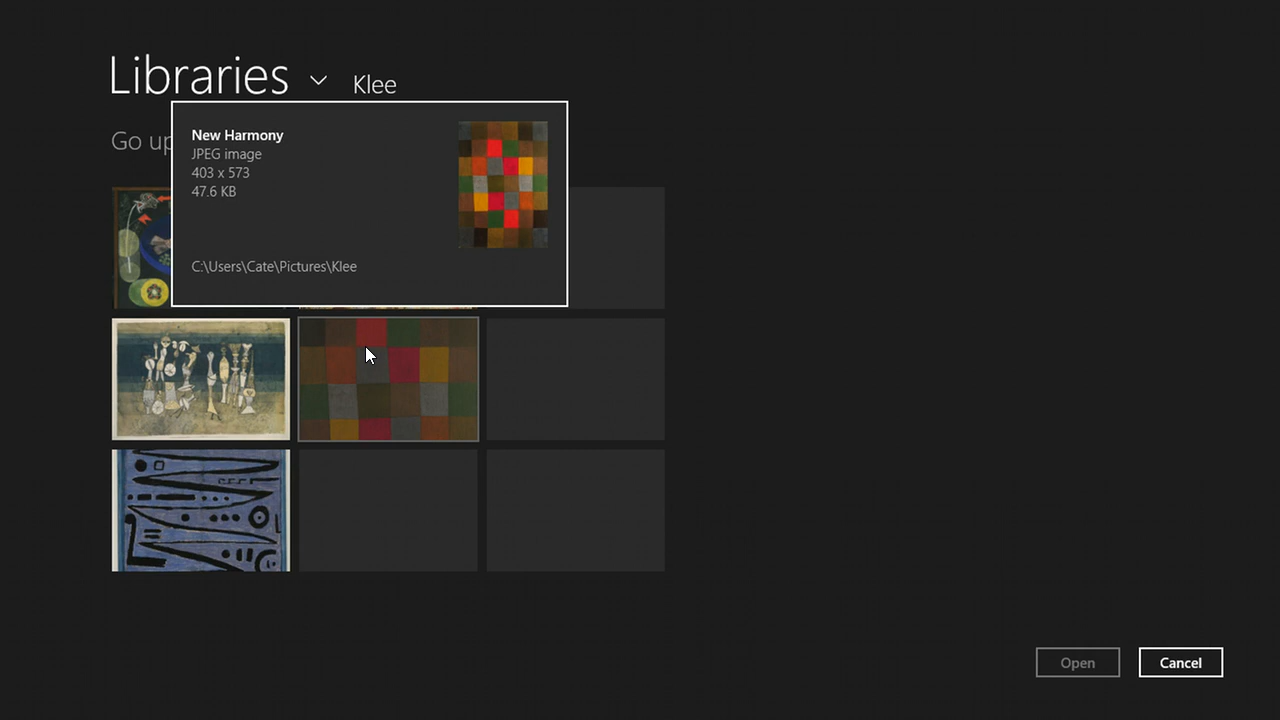 Libraries Klee
Go up
New Harmony
JPEG image
403 x 573
47.6 KB
C:\Users\Cate\Pictures\Klee
Open Cancel